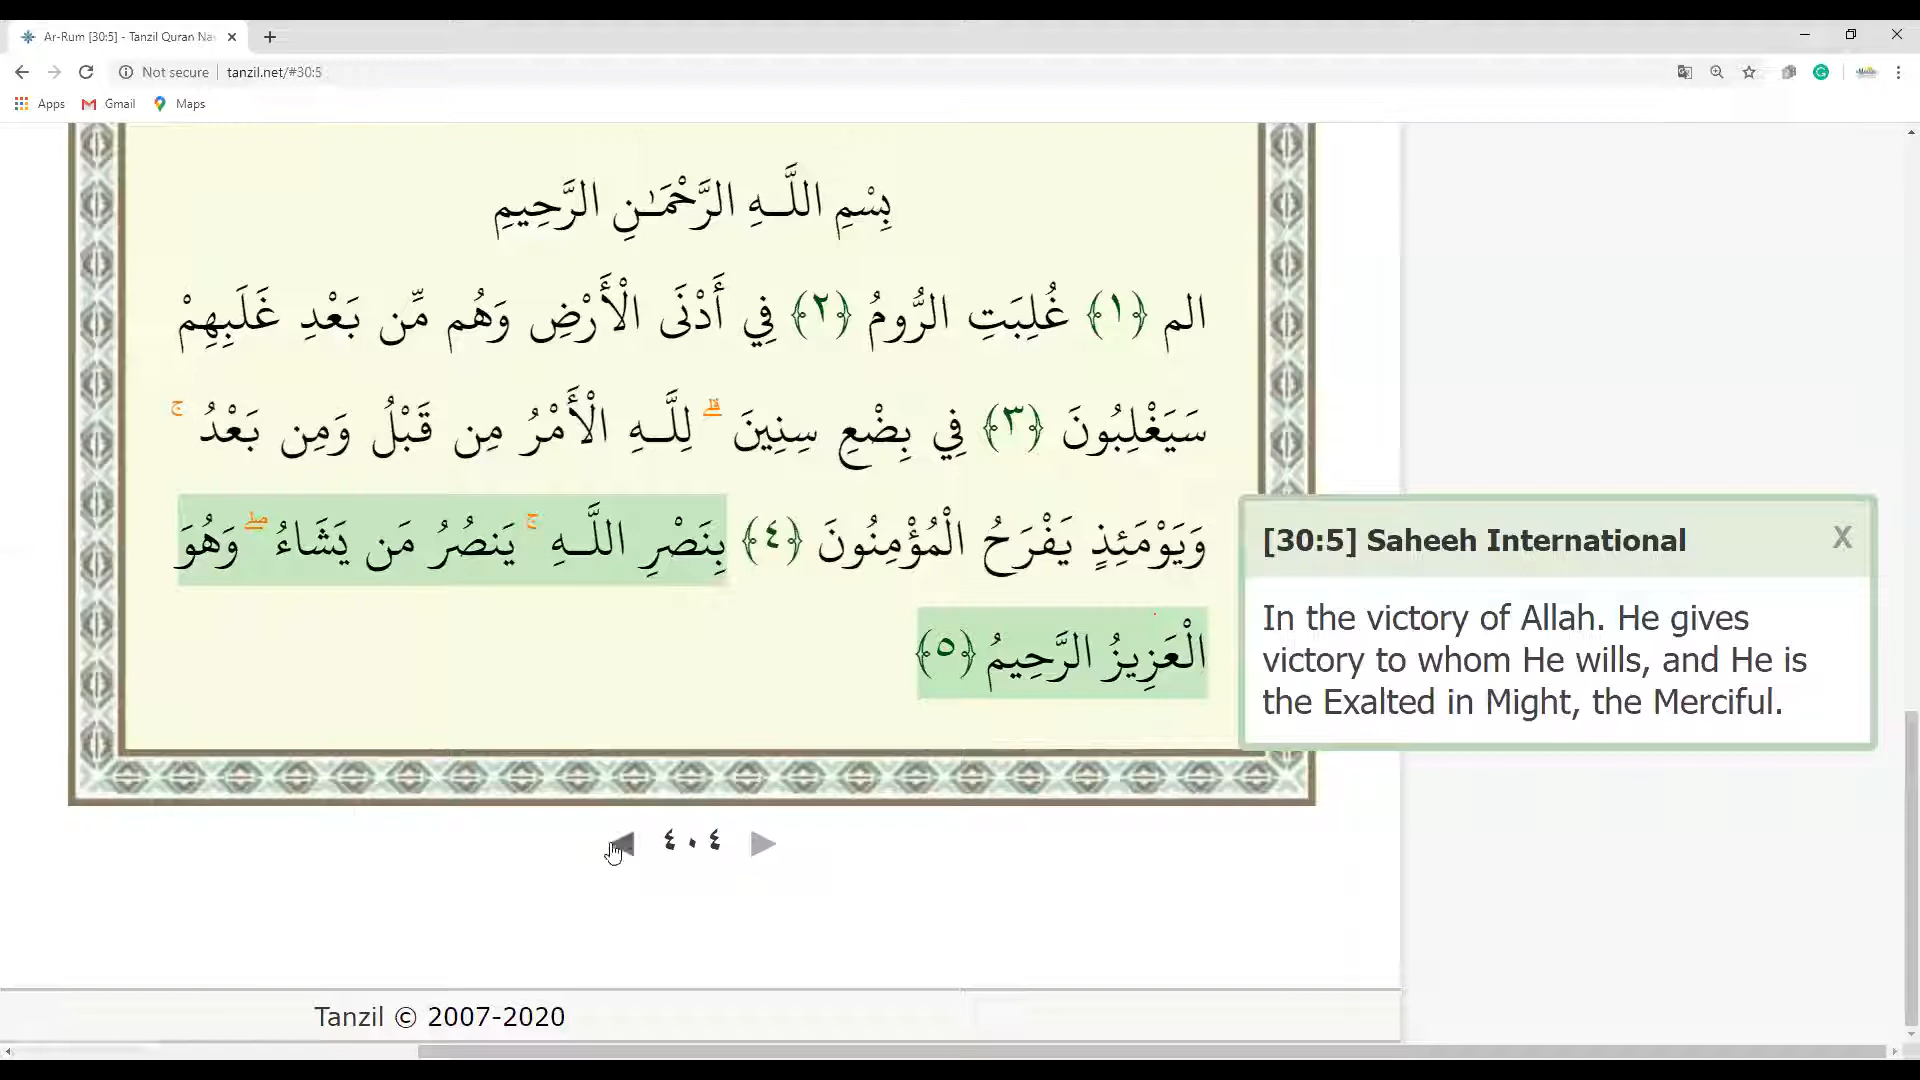 Ar-Rum [30:5] - Tanzil Quran Na
Not secure
tanzil.net/#30:5
Apps Gmail Maps
بِسْمِ اللَّـهِ الرَّحْمَـٰنِ الرَّحِيمِ
الم ﴿١﴾ غُلِبَتِ الرُّومُ ﴿٢﴾ فِي أَدْنَى الْأَرْضِ وَهُم مِّن بَعْدِ غَلَبِهِمْ
سَيَغْلِبُونَ ﴿٣﴾ فِي بِضْعِ سِنِينَ ۗ لِلَّـهِ الْأَمْرُ مِن قَبْلُ وَمِن بَعْدُ ۚ
وَيَوْمَئِذٍ يَفْرَحُ الْمُؤْمِنُونَ ﴿٤﴾ بِنَصْرِ اللَّـهِ ۚ يَنصُرُ مَن يَشَاءُ ۖ وَهُوَ
الْعَزِيزُ الرَّحِيمُ ﴿٥﴾
[30:5] Saheeh International X
In the victory of Allah. He gives
victory to whom He wills, and He is
the Exalted in Might, the Merciful.
٤٠٤
Tanzil © 2007-2020